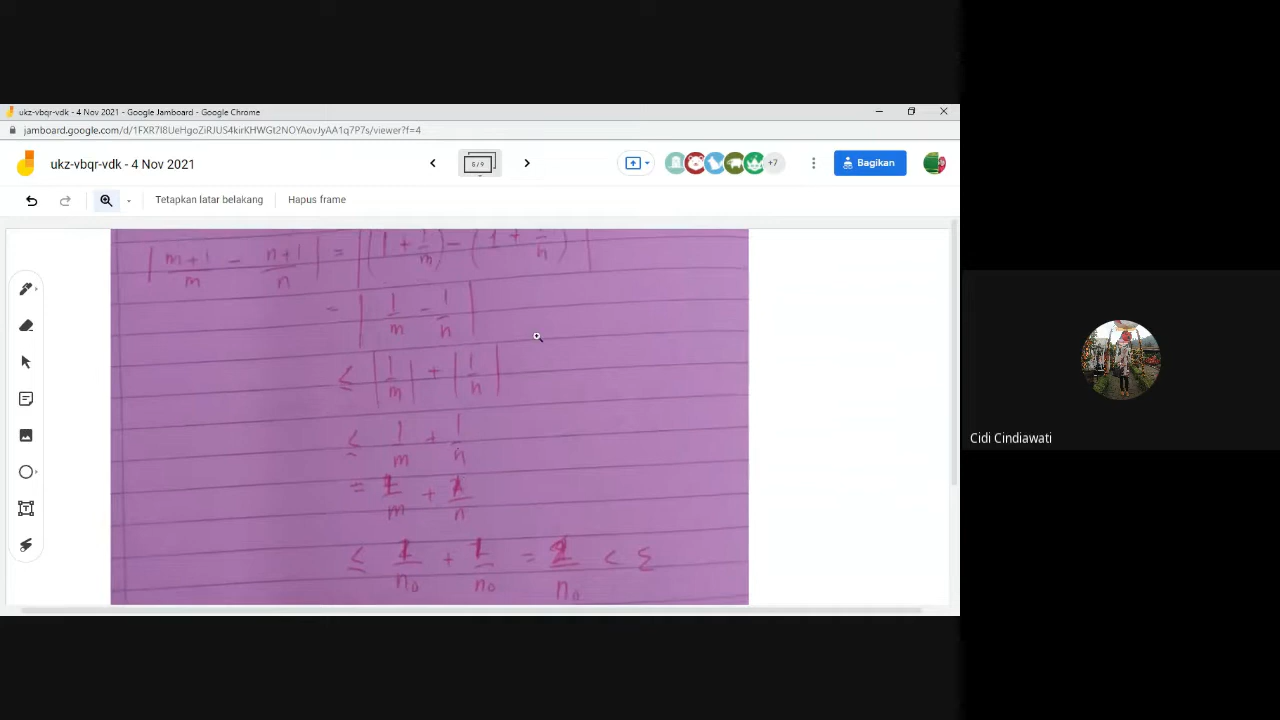 ukz-vbqr-vdk - 4 Nov 2021 - Google Jamboard - Google Chrome
jamboard.google.com/d/1FXR7I8UeHgoZiRJUS4kirKHWGt2NOYAovJyAA1q7P7s/viewer?f=4
ukz-vbqr-vdk - 4 Nov 2021
+7
Bagikan
Tetapkan latar belakang
Hapus frame
| (m+1)/m - (n+1)/n | = | (1 + 1/m) - (1 + 1/n) |
= | 1/m - 1/n |
≤ | 1/m | + | 1/n |
≤ 1/m + 1/n
= 1/m + 1/n
≤ 1/n₀ + 1/n₀ = 2/n₀ < ε
Cidi Cindiawati